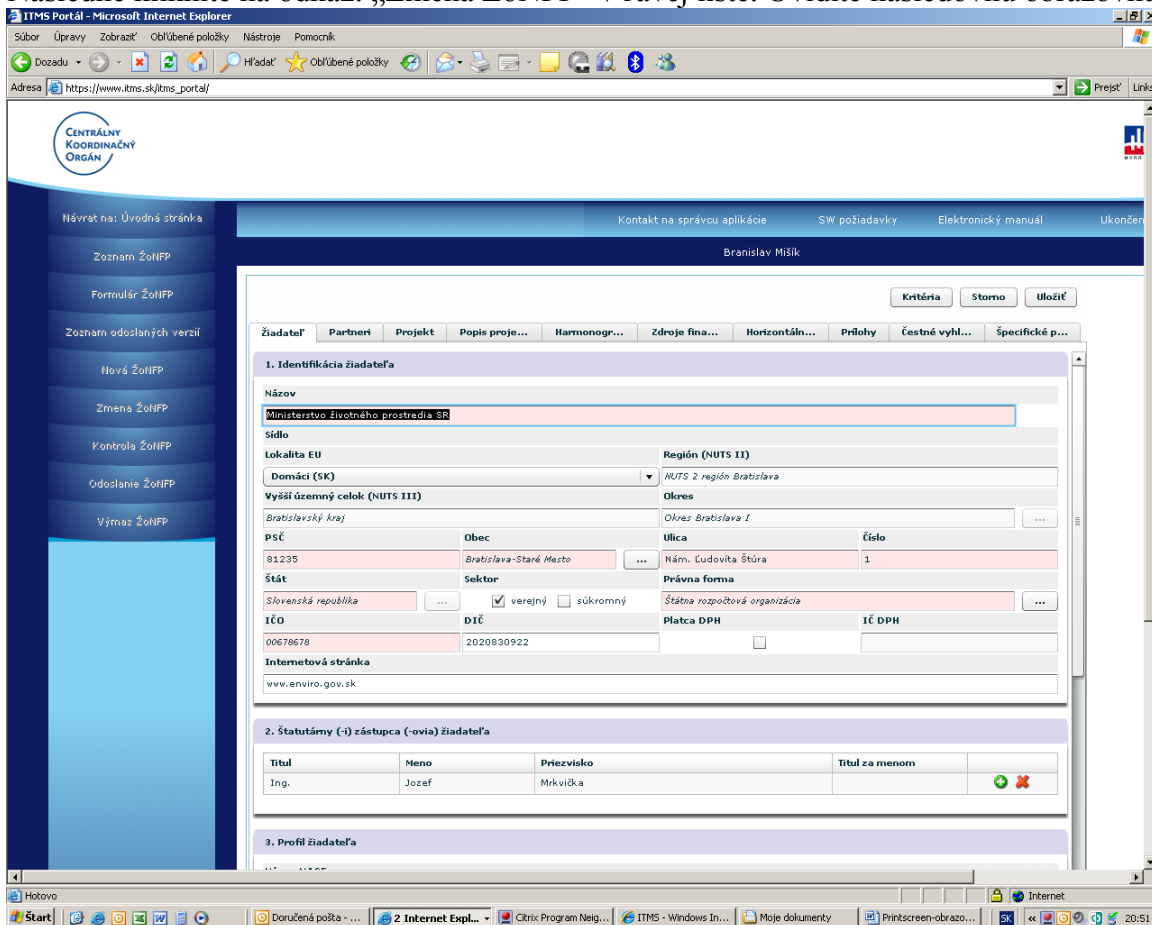 ITMS Portál - Microsoft Internet Explorer
Súbor Úpravy Zobraziť Obľúbené položky Nástroje Pomocník
Dozadu Hľadať Obľúbené položky
Adresa https://www.itms.sk/itms_portal/ Prejsť Links
CENTRÁLNY
KOORDINAČNÝ
ORGÁN
Návrat na: Úvodná stránka
Kontakt na správcu aplikácie SW požiadavky Elektronický manuál Ukončen
Branislav Mišík
Zoznam ŽoNFP
Formulár ŽoNFP
Zoznam odoslaných verzií
Nová ŽoNFP
Zmena ŽoNFP
Kontrola ŽoNFP
Odoslanie ŽoNFP
Výmaz ŽoNFP
Kritéria Storno Uložiť
Žiadateľ Partneri Projekt Popis proje... Harmonogr... Zdroje fina... Horizontáln... Prílohy Čestné vyhl... Špecifické p...
1. Identifikácia žiadateľa
Názov
Ministerstvo životného prostredia SR
Sídlo
Lokalita EU Región (NUTS II)
Domáci (SK) NUTS 2 región Bratislava
Vyšší územný celok (NUTS III) Okres
Bratislavský kraj Okres Bratislava I ...
PSČ Obec Ulica Číslo
81235 Bratislava-Staré Mesto ... Nám. Ľudovíta Štúra 1
Štát Sektor Právna forma
Slovenská republika ... verejný súkromný Štátna rozpočtová organizácia ...
IČO DIČ Platca DPH IČ DPH
00678678 2020830922
Internetová stránka
www.enviro.gov.sk
2. Štatutárny (-i) zástupca (-ovia) žiadateľa
Titul Meno Priezvisko Titul za menom
Ing. Jozef Mrkvička
3. Profil žiadateľa
Hotovo Internet
Štart Doručená pošta - ... 2 Internet Expl... Citrix Program Neig... ITMS - Windows In... Moje dokumenty Printscreen-obrazo... SK 20:51